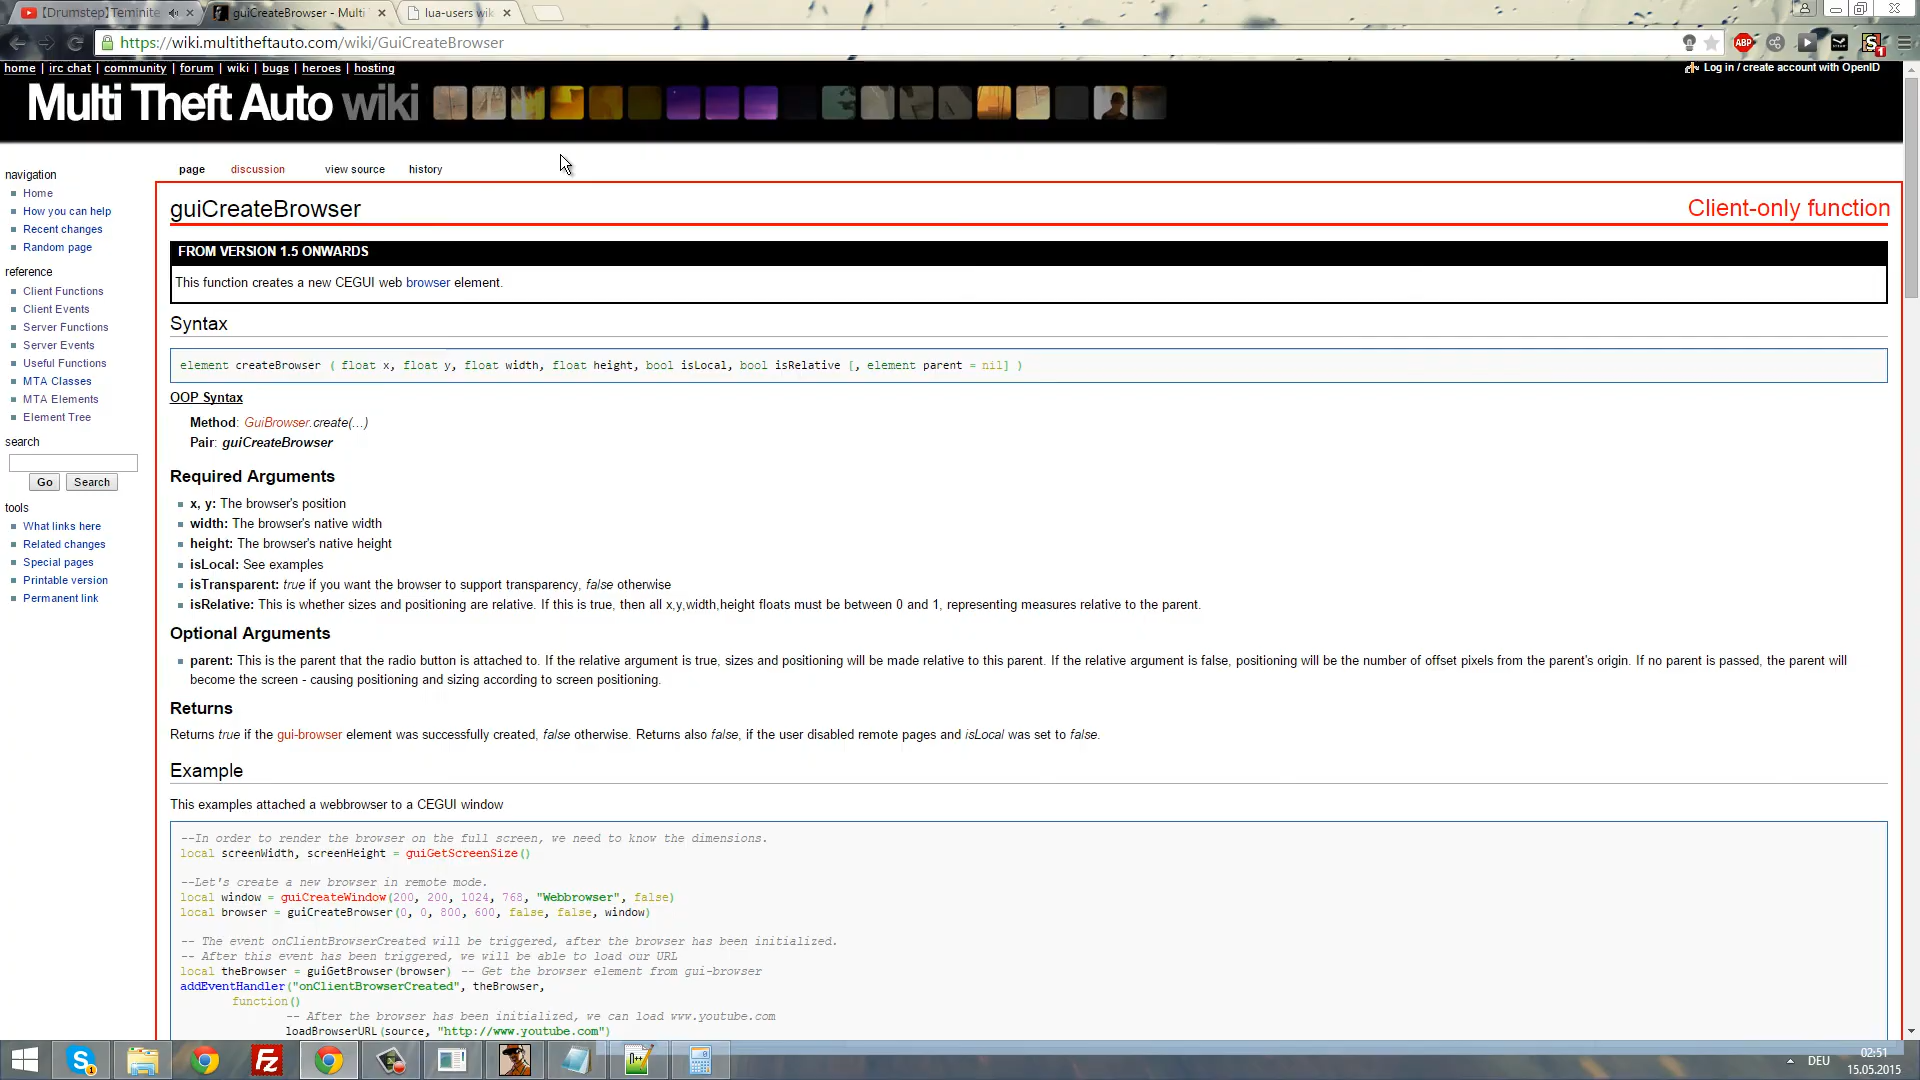 [Drumstep] Teminite
guiCreateBrowser - Multi
lua-users wik
https://wiki.multitheftauto.com/wiki/GuiCreateBrowser
ABP
1
home | irc chat | community | forum | wiki | bugs | heroes | hosting
Log in / create account with OpenID
Multi Theft Auto wiki
page discussion view source history
navigation
Home
How you can help
Recent changes
Random page
reference
Client Functions
Client Events
Server Functions
Server Events
Useful Functions
MTA Classes
MTA Elements
Element Tree
search
Go Search
tools
What links here
Related changes
Special pages
Printable version
Permanent link
guiCreateBrowser
Client-only function
FROM VERSION 1.5 ONWARDS
This function creates a new CEGUI web browser element.
Syntax
element createBrowser ( float x, float y, float width, float height, bool isLocal, bool isRelative [, element parent = nil] )
OOP Syntax
Method: GuiBrowser.create(...)
Pair: guiCreateBrowser
Required Arguments
x, y: The browser's position
width: The browser's native width
height: The browser's native height
isLocal: See examples
isTransparent: true if you want the browser to support transparency, false otherwise
isRelative: This is whether sizes and positioning are relative. If this is true, then all x,y,width,height floats must be between 0 and 1, representing measures relative to the parent.
Optional Arguments
parent: This is the parent that the radio button is attached to. If the relative argument is true, sizes and positioning will be made relative to this parent. If the relative argument is false, positioning will be the number of offset pixels from the parent's origin. If no parent is passed, the parent will
become the screen - causing positioning and sizing according to screen positioning.
Returns
Returns true if the gui-browser element was successfully created, false otherwise. Returns also false, if the user disabled remote pages and isLocal was set to false.
Example
This examples attached a webbrowser to a CEGUI window
--In order to render the browser on the full screen, we need to know the dimensions.
local screenWidth, screenHeight = guiGetScreenSize()
--Let's create a new browser in remote mode.
local window = guiCreateWindow(200, 200, 1024, 768, "Webbrowser", false)
local browser = guiCreateBrowser(0, 0, 800, 600, false, false, window)
-- The event onClientBrowserCreated will be triggered, after the browser has been initialized.
-- After this event has been triggered, we will be able to load our URL
local theBrowser = guiGetBrowser(browser) -- Get the browser element from gui-browser
addEventHandler("onClientBrowserCreated", theBrowser,
function()
-- After the browser has been initialized, we can load www.youtube.com
loadBrowserURL(source, "http://www.youtube.com")
DEU
02:51
15.05.2015